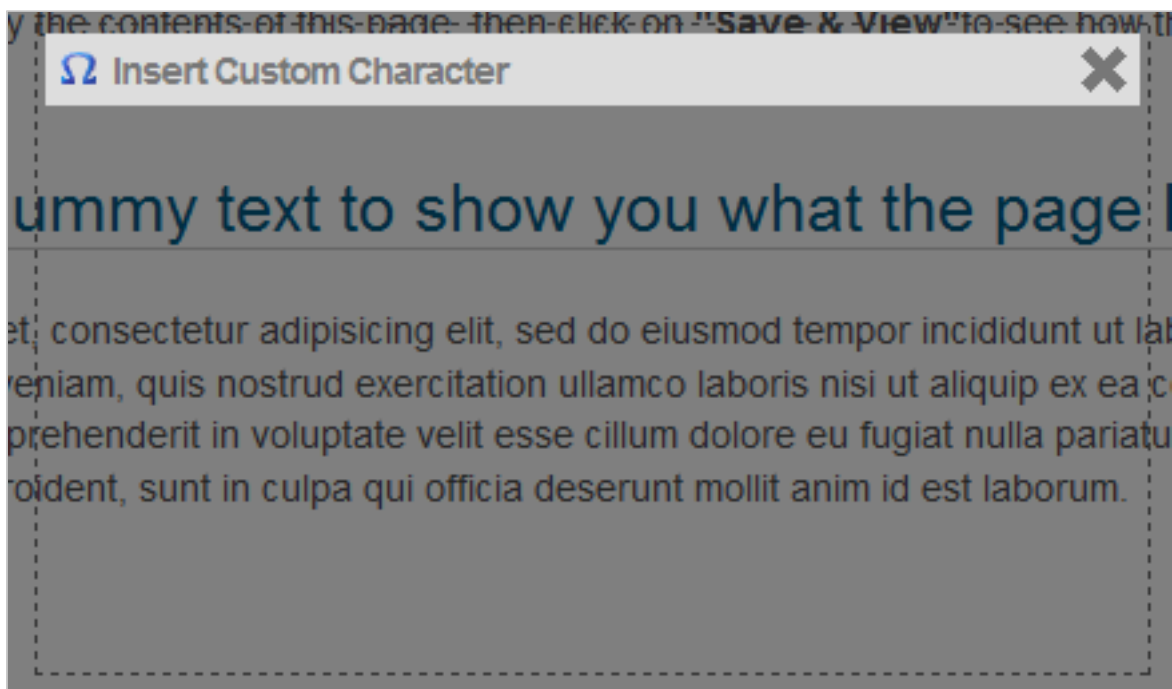 y the contents of this page then click on "Save & View"to see how
Ω Insert Custom Character
ummy text to show you what the page
et, consectetur adipisicing elit, sed do eiusmod tempor incididunt ut lab
veniam, quis nostrud exercitation ullamco laboris nisi ut aliquip ex ea c
prehenderit in voluptate velit esse cillum dolore eu fugiat nulla pariatu
roident, sunt in culpa qui officia deserunt mollit anim id est laborum.